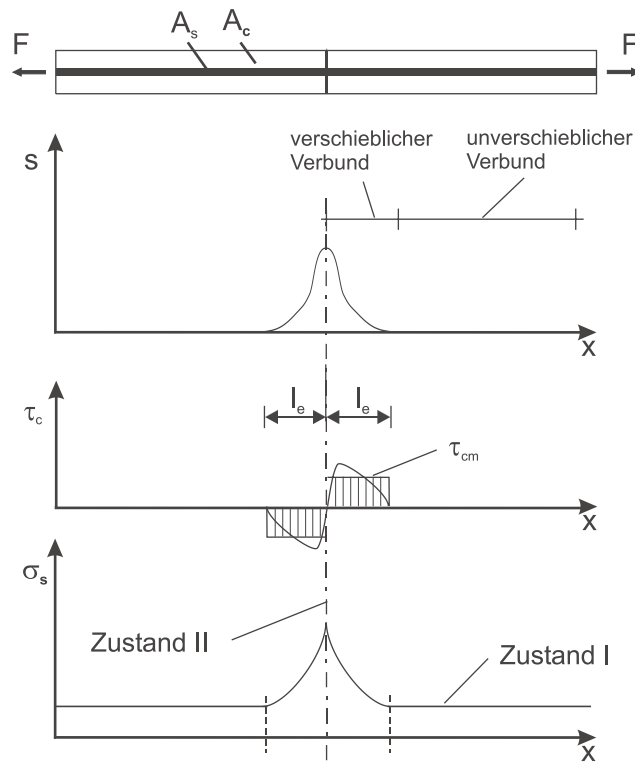 A_s A_c
F F
s
verschieblicher Verbund
unverschieblicher Verbund
x
τ_c
l_e l_e
τ_cm
x
σ_s
Zustand II
Zustand I
x